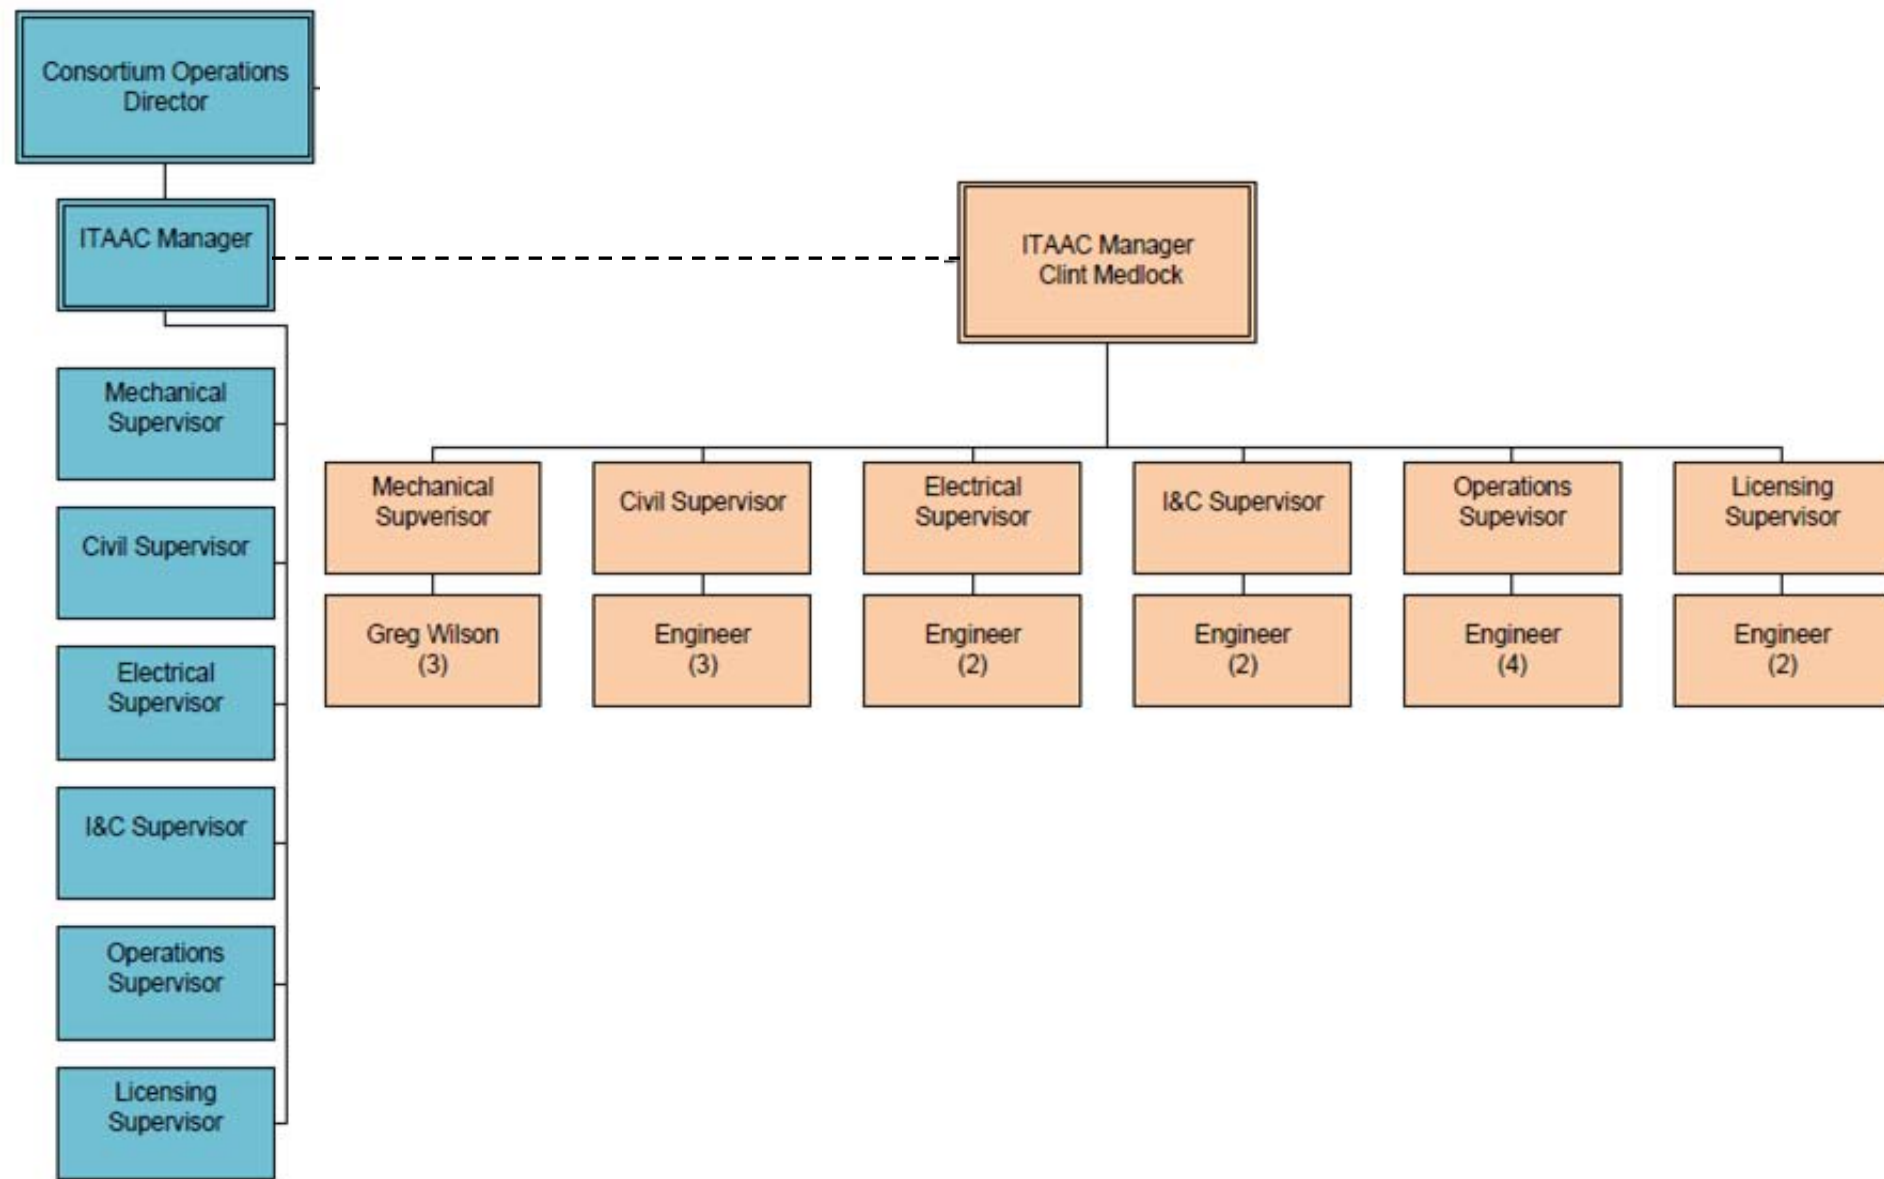 Consortium Operations
Director
ITAAC Manager
ITAAC Manager
Clint Medlock
Mechanical
Supervisor
Civil Supervisor
Electrical
Supervisor
I&C Supervisor
Operations
Supervisor
Licensing
Supervisor
Mechanical
Supverisor
Civil Supervisor
Electrical
Supervisor
I&C Supervisor
Operations
Supevisor
Licensing
Supervisor
Greg Wilson
(3)
Engineer
(3)
Engineer
(2)
Engineer
(2)
Engineer
(4)
Engineer
(2)